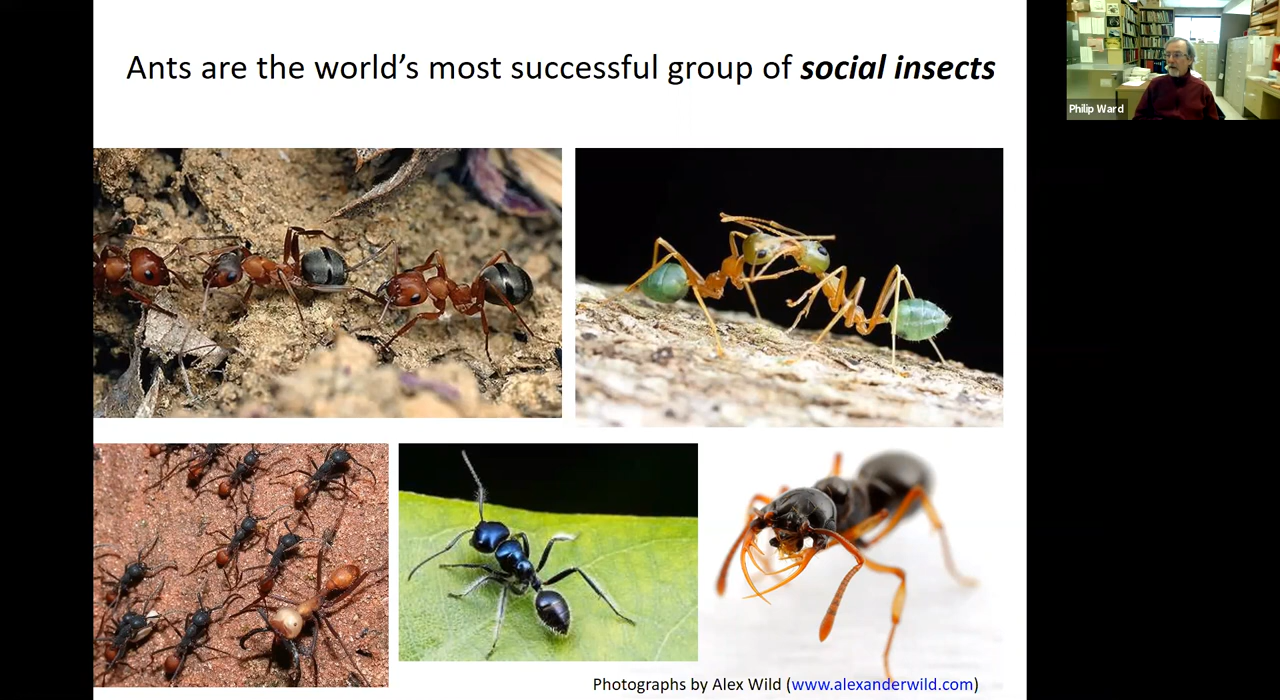 Ants are the world’s most successful group of social insects
Philip Ward
Photographs by Alex Wild (www.alexanderwild.com)